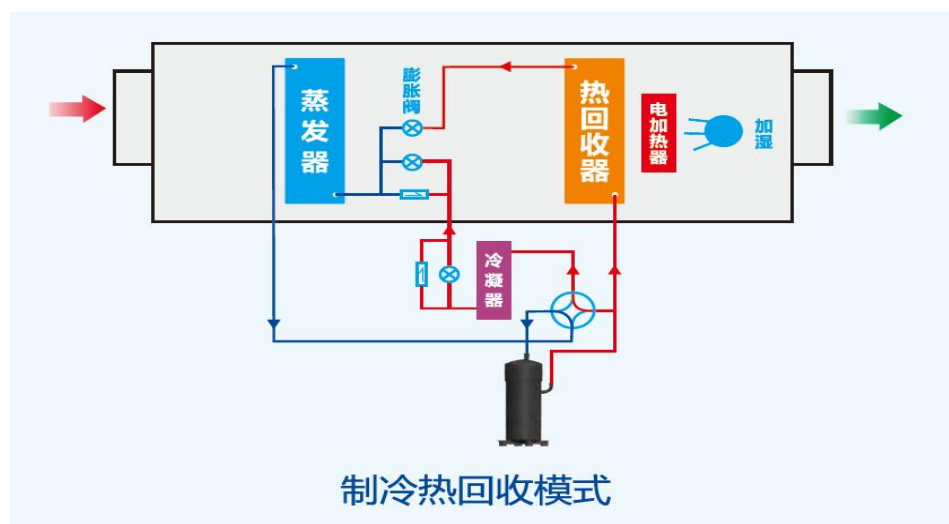 蒸发器
膨胀阀
热回收器
电加热器
加湿
冷凝器
制冷热回收模式